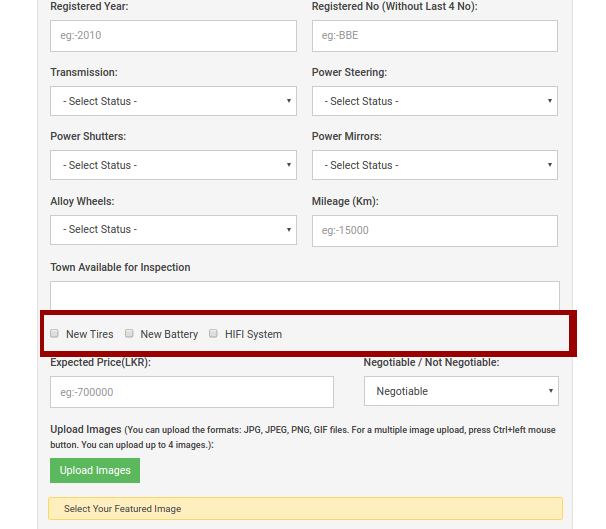 Registered Year: Registered No (Without Last 4 No):
eg:-2010 eg:-BBE
Transmission: Power Steering:
- Select Status - - Select Status -
Power Shutters: Power Mirrors:
- Select Status - - Select Status -
Alloy Wheels: Mileage (Km):
- Select Status - eg:-15000
Town Available for Inspection
New Tires New Battery HIFI System
Expected Price(LKR): Negotiable / Not Negotiable:
eg:-700000 Negotiable
Upload Images (You can upload the formats: JPG, JPEG, PNG, GIF files. For a multiple image upload, press Ctrl+left mouse
button. You can upload up to 4 images.):
Upload Images
Select Your Featured Image